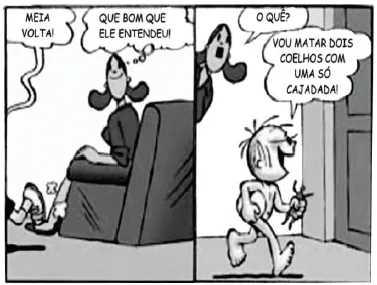 MEIA
VOLTA!
QUE BOM QUE
ELE ENTENDEU!
O QUÊ?
VOU MATAR DOIS
COELHOS COM
UMA SÓ
CAJADADA!